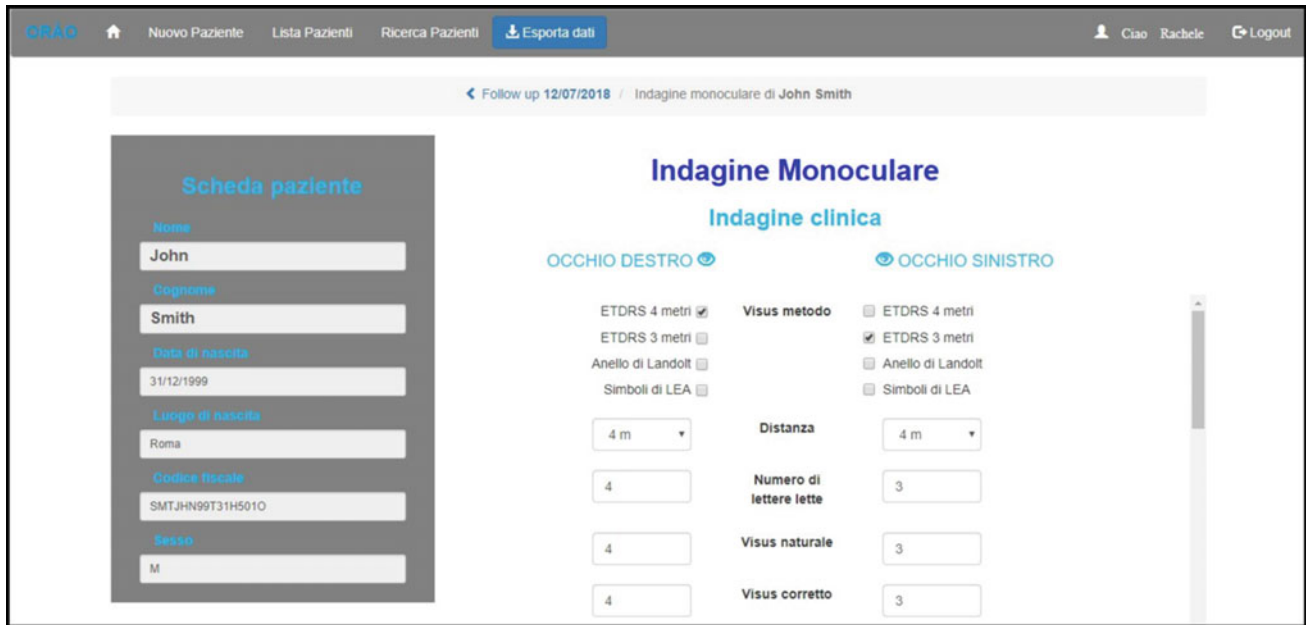 ORÀO Nuovo Paziente Lista Pazienti Ricerca Pazienti Esporta dati Ciao Rachele Logout
Follow up 12/07/2018 / Indagine monoculare di John Smith
Scheda paziente
Nome
John
Cognome
Smith
Data di nascita
31/12/1999
Luogo di nascita
Roma
Codice fiscale
SMTJHN99T31H501O
Sesso
M
Indagine Monoculare
Indagine clinica
OCCHIO DESTRO OCCHIO SINISTRO
ETDRS 4 metri Visus metodo ETDRS 4 metri
ETDRS 3 metri ETDRS 3 metri
Anello di Landolt Anello di Landolt
Simboli di LEA Simboli di LEA
4 m Distanza 4 m
4 Numero di lettere lette 3
4 Visus naturale 3
4 Visus corretto 3